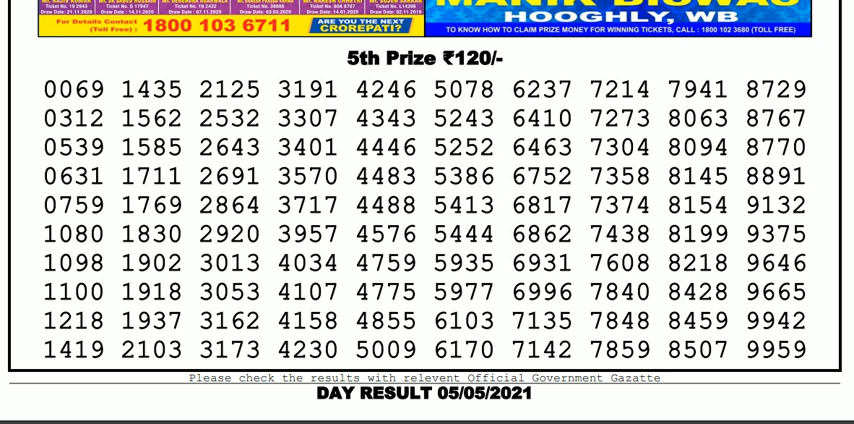 Ticket No. 19 2943 Ticket No. G 17947 Ticket No. 19 2432 Ticket No. 38086 Ticket No. 66B 8707 Ticket No. L14396
Draw Date: 21.11.2020 Draw Date : 14.11.2020 Draw Date : 07.11.2020 Draw Date: 03.03.2020 Draw Date: 14.01.2020 Draw Date: 02.11.2019
MANIK BISWAS
For Details Contact
(Toll Free) : 1800 103 6711
ARE YOU THE NEXT
CROREPATI?
HOOGHLY, WB
TO KNOW HOW TO CLAIM PRIZE MONEY FOR WINNING TICKETS, CALL : 1800 102 3680 (TOLL FREE)
5th Prize ₹120/-
0069 1435 2125 3191 4246 5078 6237 7214 7941 8729
0312 1562 2532 3307 4343 5243 6410 7273 8063 8767
0539 1585 2643 3401 4446 5252 6463 7304 8094 8770
0631 1711 2691 3570 4483 5386 6752 7358 8145 8891
0759 1769 2864 3717 4488 5413 6817 7374 8154 9132
1080 1830 2920 3957 4576 5444 6862 7438 8199 9375
1098 1902 3013 4034 4759 5935 6931 7608 8218 9646
1100 1918 3053 4107 4775 5977 6996 7840 8428 9665
1218 1937 3162 4158 4855 6103 7135 7848 8459 9942
1419 2103 3173 4230 5009 6170 7142 7859 8507 9959
Please check the results with relevent Official Government Gazatte
DAY RESULT 05/05/2021